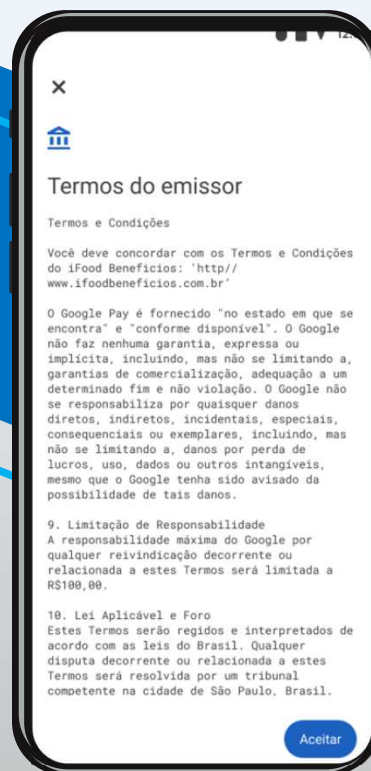 Termos do emissor
Termos e Condições
Você deve concordar com os Termos e Condições
do iFood Benefícios: 'http//
www.ifoodbeneficios.com.br'
O Google Pay é fornecido "no estado em que se
encontra" e "conforme disponível". O Google
não faz nenhuma garantia, expressa ou
implícita, incluindo, mas não se limitando a,
garantias de comercialização, adequação a um
determinado fim e não violação. O Google não
se responsabiliza por quaisquer danos
diretos, indiretos, incidentais, especiais,
consequenciais ou exemplares, incluindo, mas
não se limitando a, danos por perda de
lucros, uso, dados ou outros intangíveis,
mesmo que o Google tenha sido avisado da
possibilidade de tais danos.
9. Limitação de Responsabilidade
A responsabilidade máxima do Google por
qualquer reivindicação decorrente ou
relacionada a estes Termos será limitada a
R$100,00.
10. Lei Aplicável e Foro
Estes Termos serão regidos e interpretados de
acordo com as leis do Brasil. Qualquer
disputa decorrente ou relacionada a estes
Termos será resolvida por um tribunal
competente na cidade de São Paulo, Brasil.
Aceitar